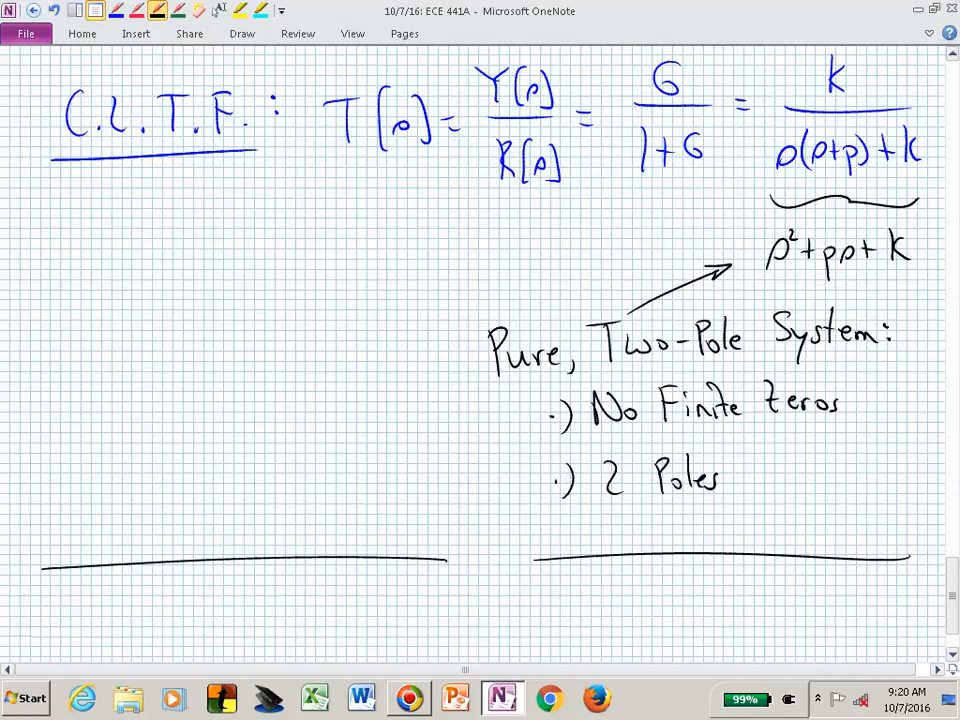 10/7/16: ECE 441A - Microsoft OneNote
File Home Insert Share Draw Review View Pages
C.L.T.F.: T[s] = Y[s]/R[s] = G/(1+G) = K/(s(s+p)+K)
s²+ps+K
Pure, Two-Pole System:
·) No Finite Zeros
·) 2 Poles
Start
99%
9:20 AM
10/7/2016